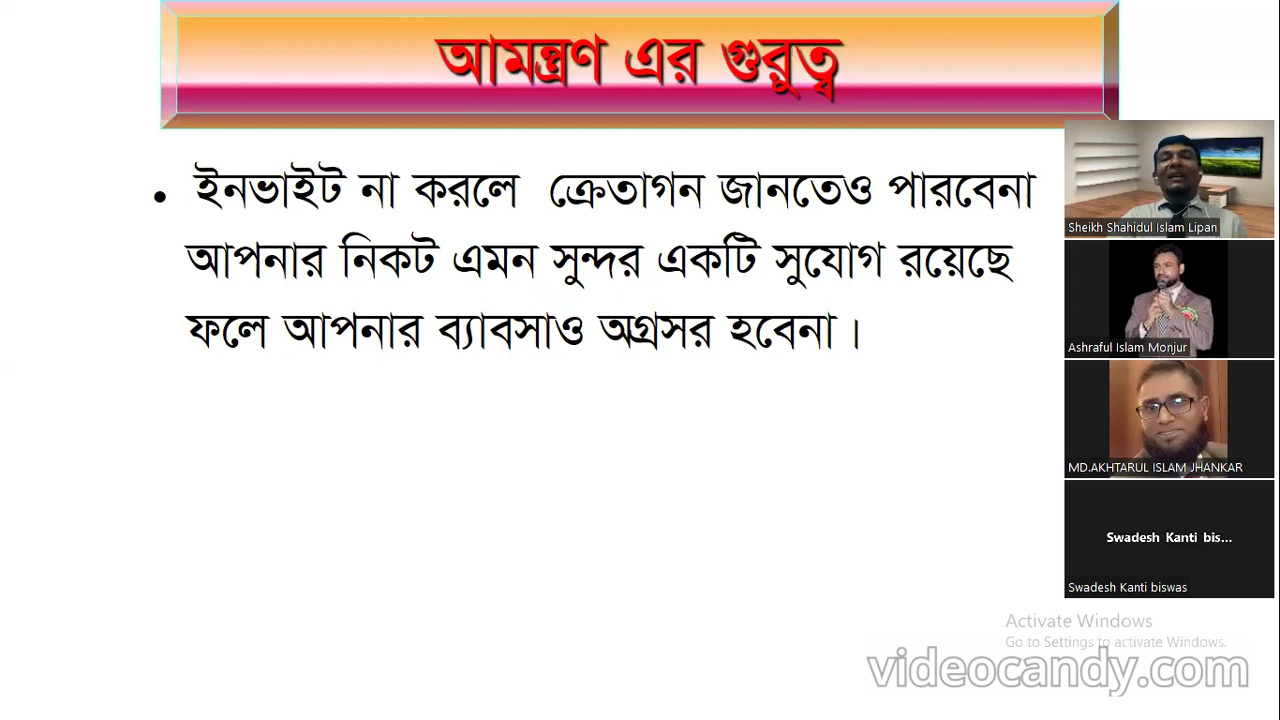 আমন্ত্রণ এর গুরুত্ব
• ইনভাইট না করলে ক্রেতাগন জানতেও পারবেনা
আপনার নিকট এমন সুন্দর একটি সুযোগ রয়েছে
ফলে আপনার ব্যাবসাও অগ্রসর হবেনা।
Sheikh Shahidul Islam Lipan
Ashraful Islam Monjur
MD.AKHTARUL ISLAM JHANKAR
Swadesh Kanti bis...
Swadesh Kanti biswas
Activate Windows
Go to Settings to activate Windows.
videocandy.com